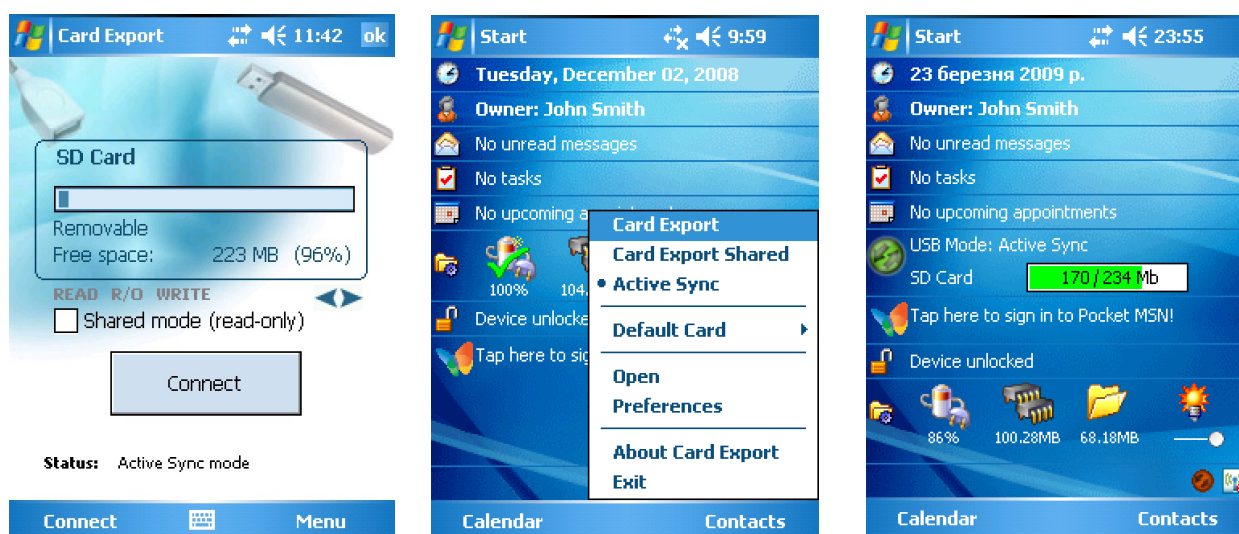 Card Export
11:42
ok
SD Card
Removable
Free space: 223 MB (96%)
READ R/O WRITE
Shared mode (read-only)
Connect
Status: Active Sync mode
Connect
Menu
Start
9:59
Tuesday, December 02, 2008
Owner: John Smith
No unread messages
No tasks
No upcoming
100%
104.
Device unlocke
Tap here to sig
Card Export
Card Export Shared
Active Sync
Default Card
Open
Preferences
About Card Export
Exit
Calendar
Contacts
Start
23:55
23 березня 2009 р.
Owner: John Smith
No unread messages
No tasks
No upcoming appointments
USB Mode: Active Sync
SD Card
170 / 234 Mb
Tap here to sign in to Pocket MSN!
Device unlocked
86%
100.28MB
68.18MB
Calendar
Contacts